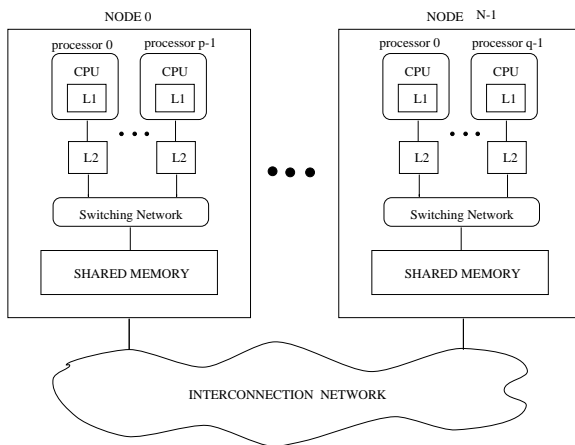 NODE 0
processor 0
processor p-1
CPU
CPU
L1
L1
L2
L2
Switching Network
SHARED MEMORY
NODE N-1
processor 0
processor q-1
CPU
CPU
L1
L1
L2
L2
Switching Network
SHARED MEMORY
INTERCONNECTION NETWORK